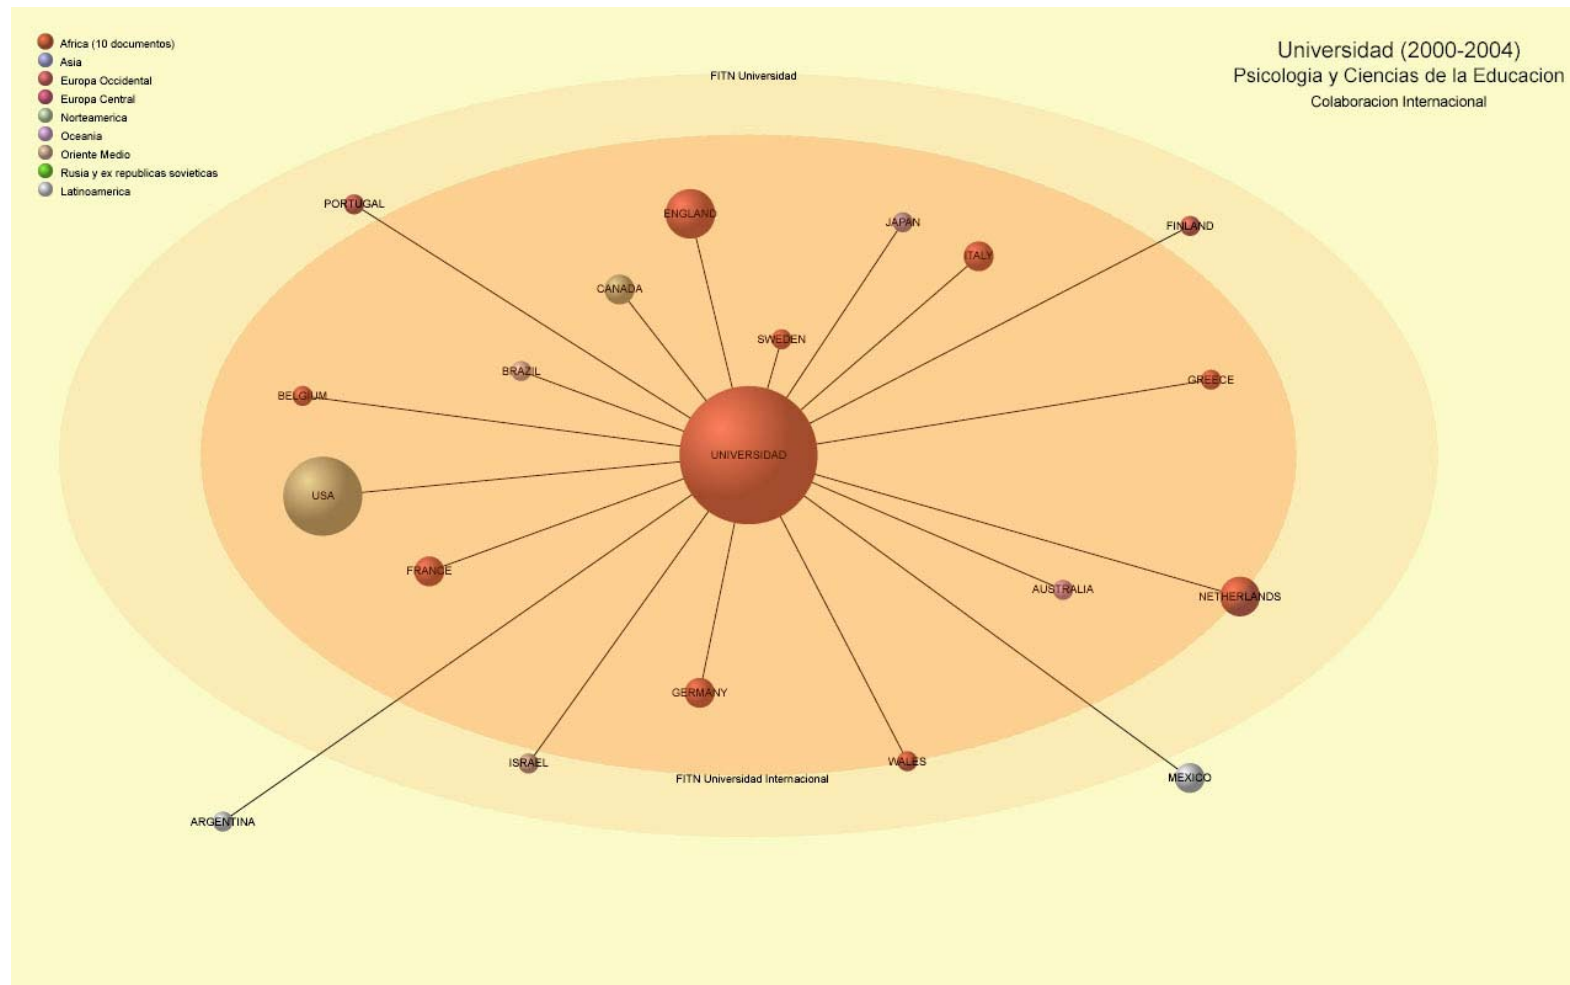 Africa (10 documentos)
Asia
Europa Occidental
Europa Central
Norteamerica
Oceania
Oriente Medio
Rusia y ex republicas sovieticas
Latinoamerica
Universidad (2000-2004)
Psicologia y Ciencias de la Educacion
Colaboracion Internacional
FITN Universidad
PORTUGAL
ENGLAND
JAPAN
FINLAND
ITALY
CANADA
SWEDEN
BRAZIL
GREECE
BELGIUM
UNIVERSIDAD
USA
FRANCE
AUSTRALIA
NETHERLANDS
GERMANY
ISRAEL
WALES
FITN Universidad Internacional
MEXICO
ARGENTINA